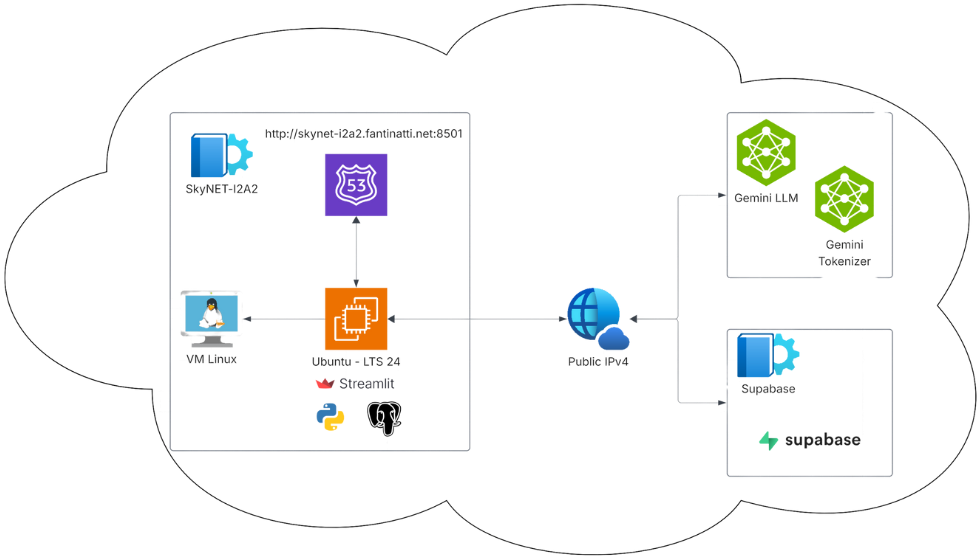 http://skynet-i2a2.fantinatti.net:8501
SkyNET-I2A2
53
Gemini LLM
Gemini
Tokenizer
VM Linux
Ubuntu - LTS 24
Streamlit
Public IPv4
Supabase
supabase